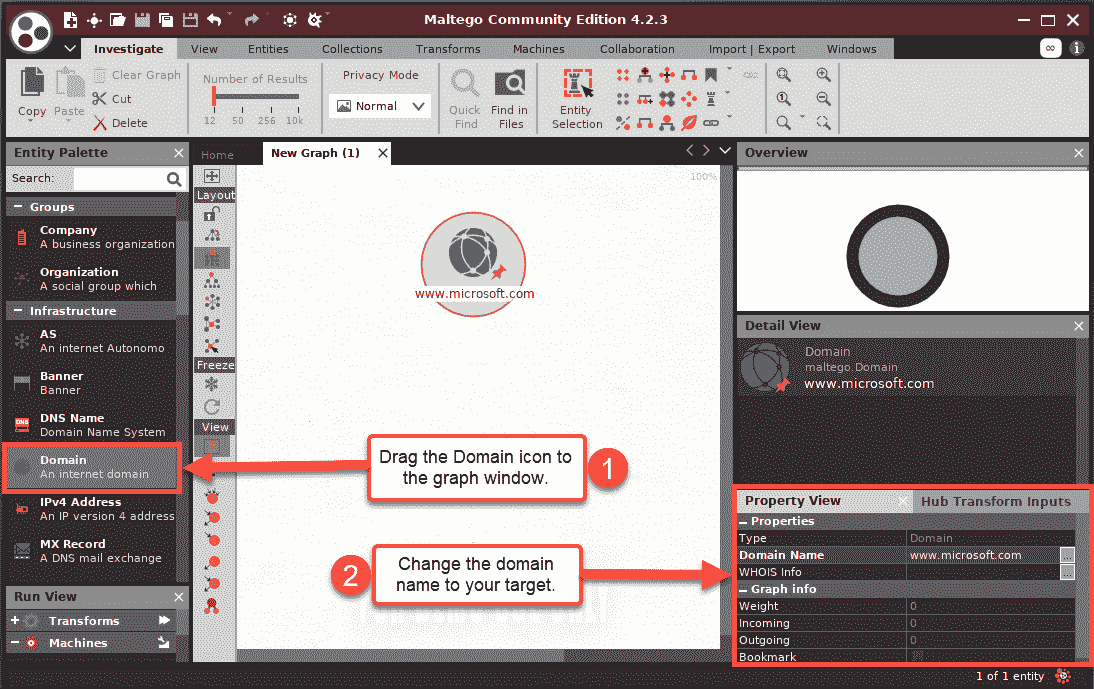 Maltego Community Edition 4.2.3
Investigate View Entities Collections Transforms Machines Collaboration Import | Export Windows
Copy
Paste
Clear Graph
Cut
Delete
Number of Results
12 50 256 10k
Privacy Mode
Normal
Quick
Find
Find in
Files
Entity
Selection
Entity Palette
Search:
Groups
Company
A business organization
Organization
A social group which
Infrastructure
AS
An internet Autonomo
Banner
Banner
DNS
DNS Name
Domain Name System
Domain
An internet domain
IPv4 Address
An IP version 4 address
MX Record
A DNS mail exchange
Run View
Transforms
Machines
Home New Graph (1)
100%
Layout
Freeze
View
www.microsoft.com
Drag the Domain icon to
the graph window.
1
2
Change the domain
name to your target.
Overview
Detail View
Domain
maltego.Domain
www.microsoft.com
Property View Hub Transform Inputs
Properties
Type Domain
Domain Name www.microsoft.com ...
WHOIS Info ...
Graph info
Weight 0
Incoming 0
Outgoing 0
Bookmark
1 of 1 entity